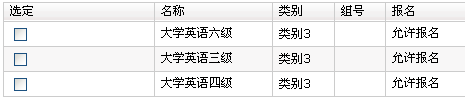 选定 名称 类别 组号 报名
大学英语六级 类别3 允许报名
大学英语三级 类别3 允许报名
大学英语四级 类别3 允许报名